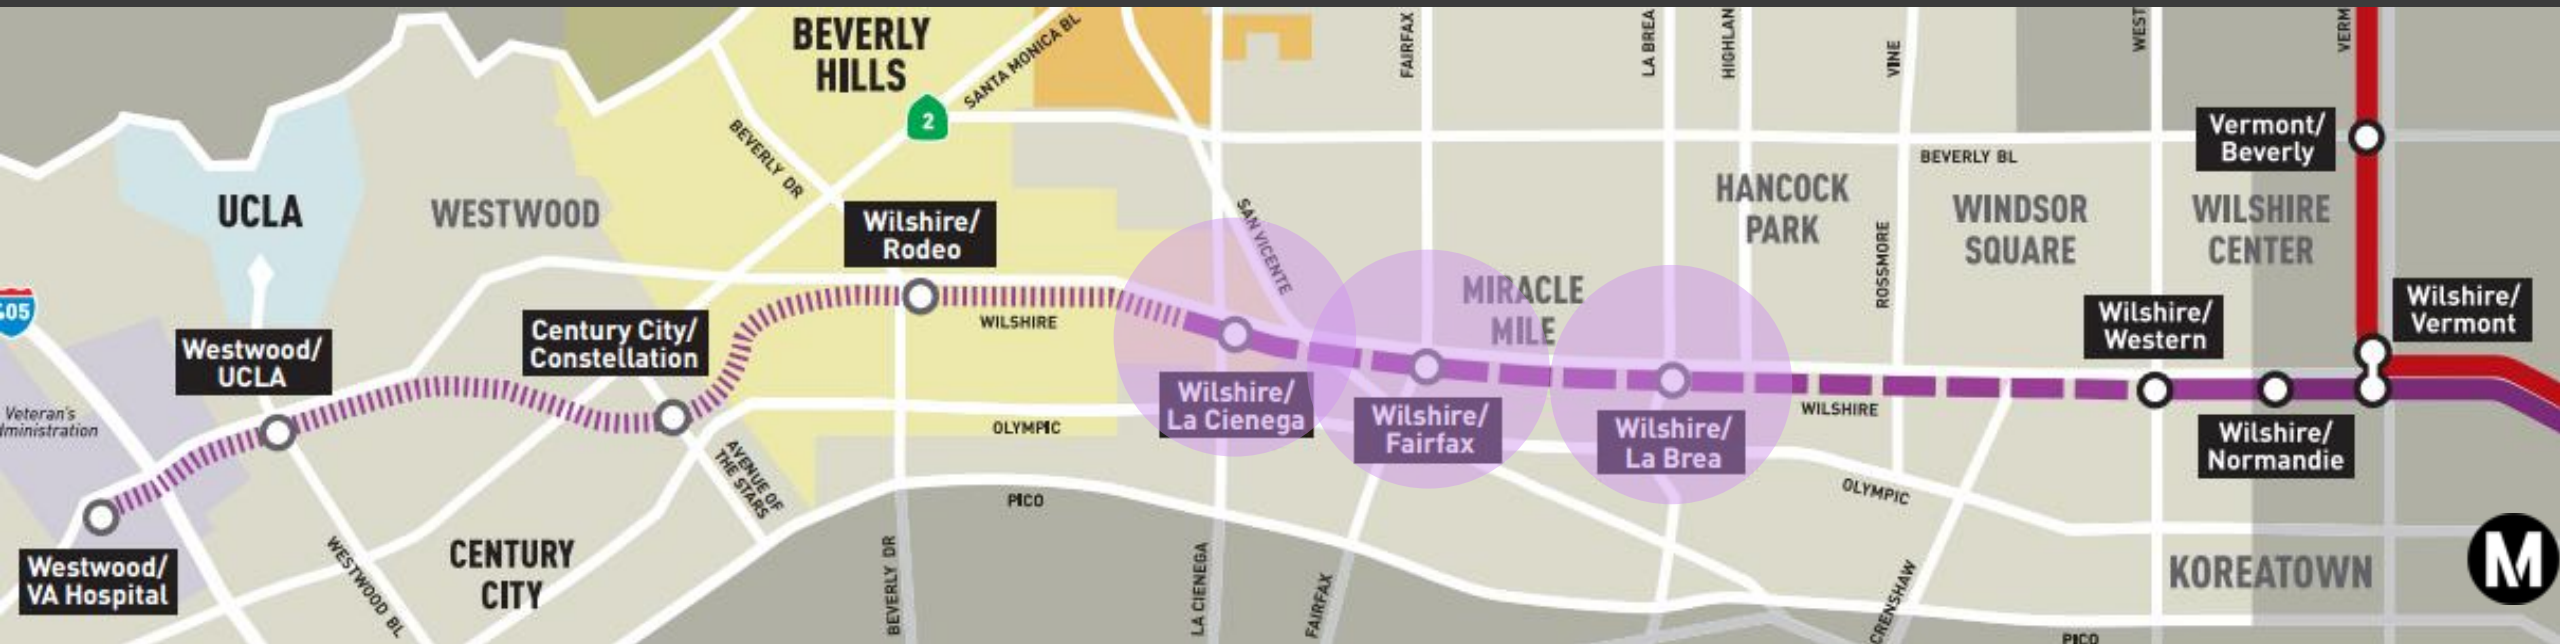 BEVERLY
HILLS
SANTA MONICA BL
2
BEVERLY DR
FAIRFAX
LA BREA
HIGHLAN
VINE
WEST
VERM
Vermont/
Beverly
BEVERLY BL
UCLA
WESTWOOD
Wilshire/
Rodeo
SAN VICENTE
HANCOCK
PARK
ROSSMORE
WINDSOR
SQUARE
WILSHIRE
CENTER
405
Westwood/
UCLA
Century City/
Constellation
WILSHIRE
MIRACLE
MILE
Wilshire/
Western
Wilshire/
Vermont
Veteran's
dministration
AVENUE OF
THE STARS
OLYMPIC
Wilshire/
La Cienega
Wilshire/
Fairfax
Wilshire/
La Brea
WILSHIRE
Wilshire/
Normandie
OLYMPIC
PICO
Westwood/
VA Hospital
WESTWOOD BL
CENTURY
CITY
BEVERLY DR
LA CIENEGA
FAIRFAX
CRENSHAW
KOREATOWN
M
PICO